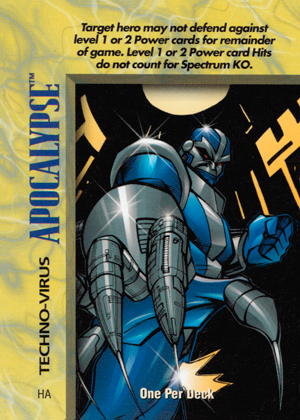 Target hero may not defend against
level 1 or 2 Power cards for remainder
of game. Level 1 or 2 Power card Hits
do not count for Spectrum KO.
APOCALYPSE™
TECHNO-VIRUS
HA
One Per Deck